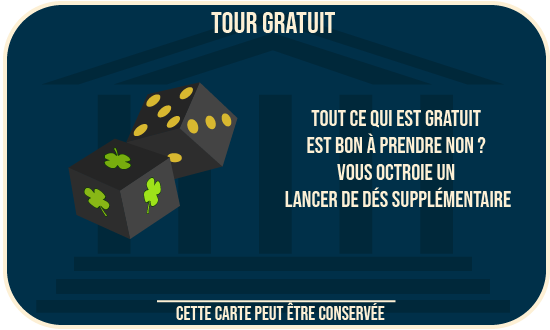 TOUR GRATUIT
TOUT CE QUI EST GRATUIT
EST BON À PRENDRE NON ?
VOUS OCTROIE UN
LANCER DE DÉS SUPPLÉMENTAIRE
CETTE CARTE PEUT ÊTRE CONSERVÉE